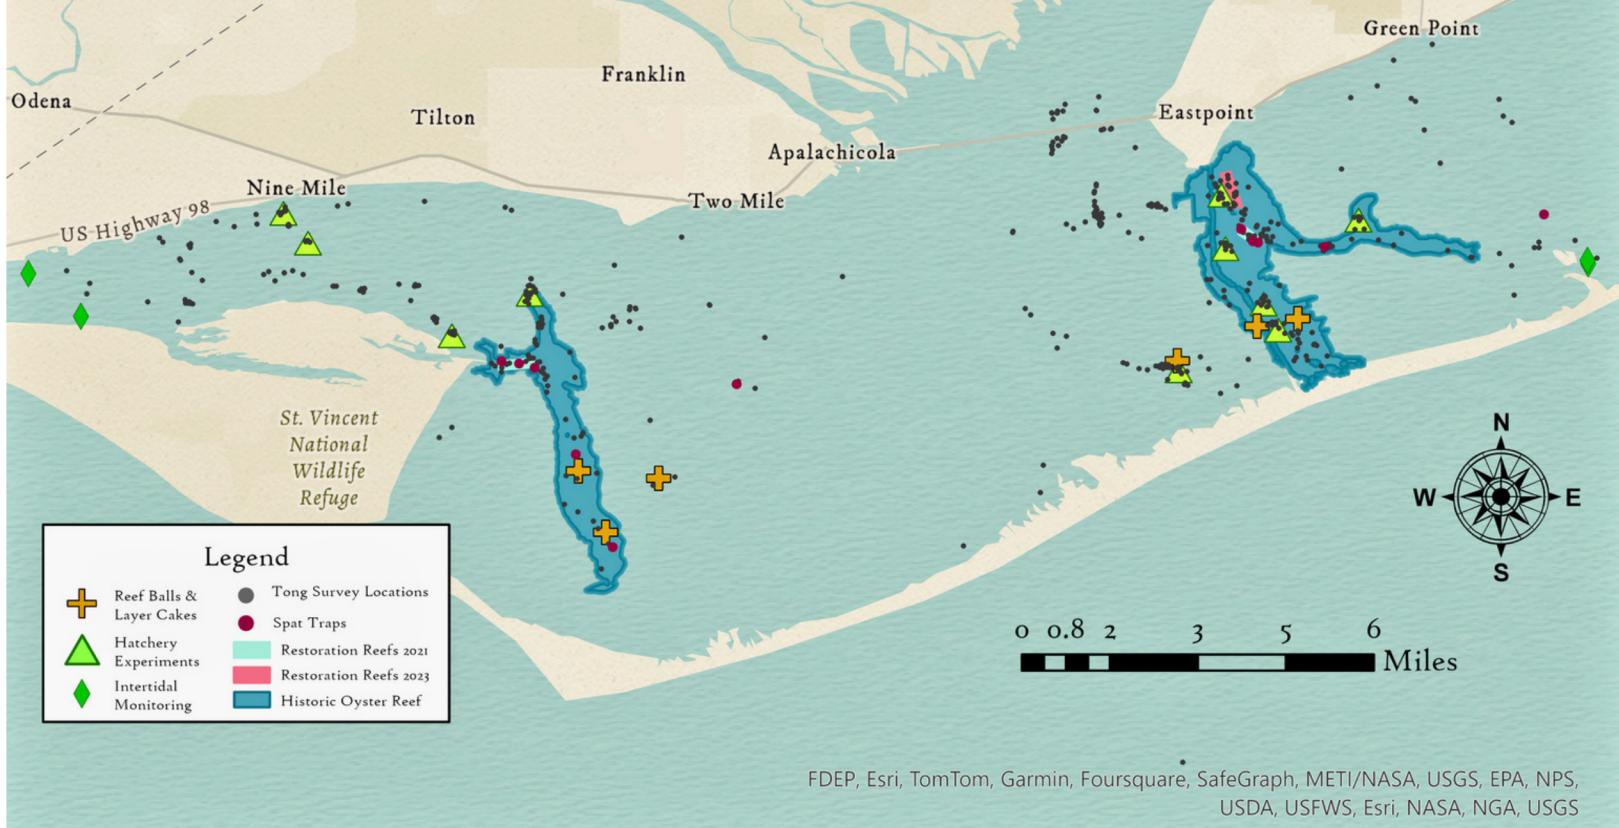 Green Point
Franklin
Odena
Tilton
Eastpoint
Apalachicola
Nine Mile
Two Mile
US Highway 98
St. Vincent
National
Wildlife
Refuge
N
W
E
S
Legend
Reef Balls &
Layer Cakes
Hatchery
Experiments
Intertidal
Monitoring
Tong Survey Locations
Spat Traps
Restoration Reefs 2021
Restoration Reefs 2023
Historic Oyster Reef
0 0.8 2 3 5 6
Miles
FDEP, Esri, TomTom, Garmin, Foursquare, SafeGraph, METI/NASA, USGS, EPA, NPS,
USDA, USFWS, Esri, NASA, NGA, USGS